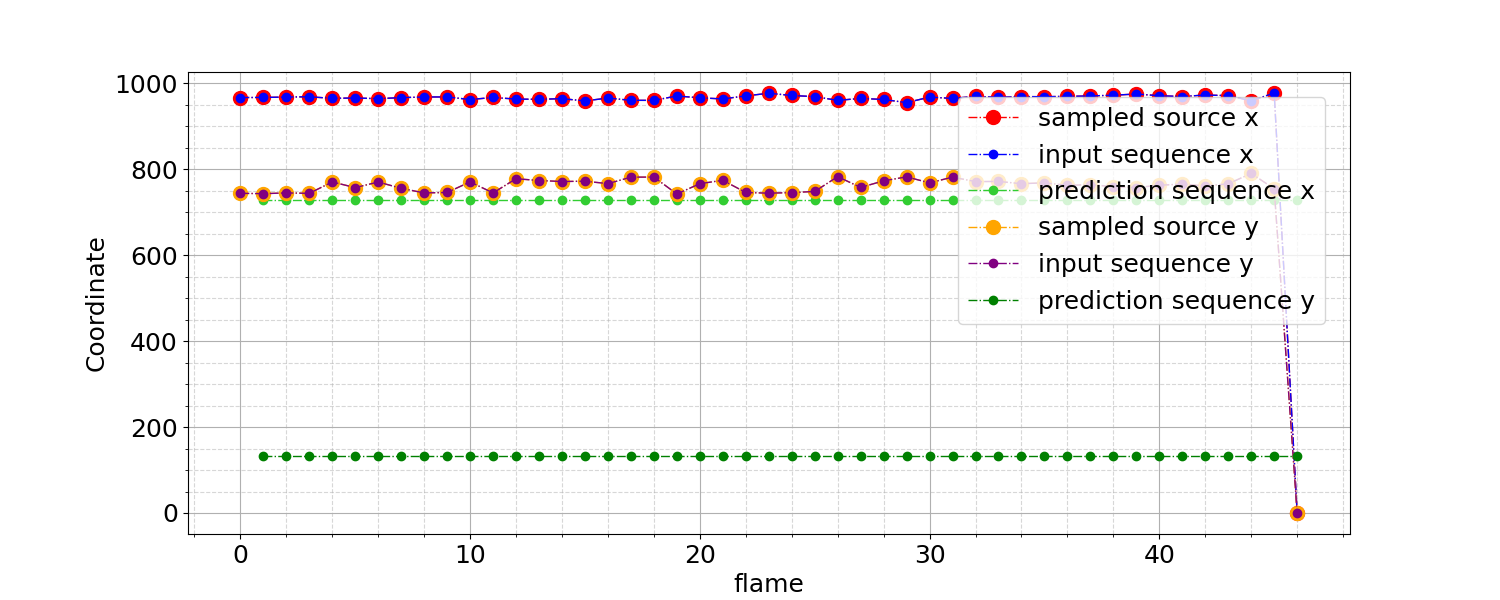 1000
800
600
400
200
0
Coordinate
sampled source x
input sequence x
prediction sequence x
sampled source y
input sequence y
prediction sequence y
0 10 20 30 40
flame